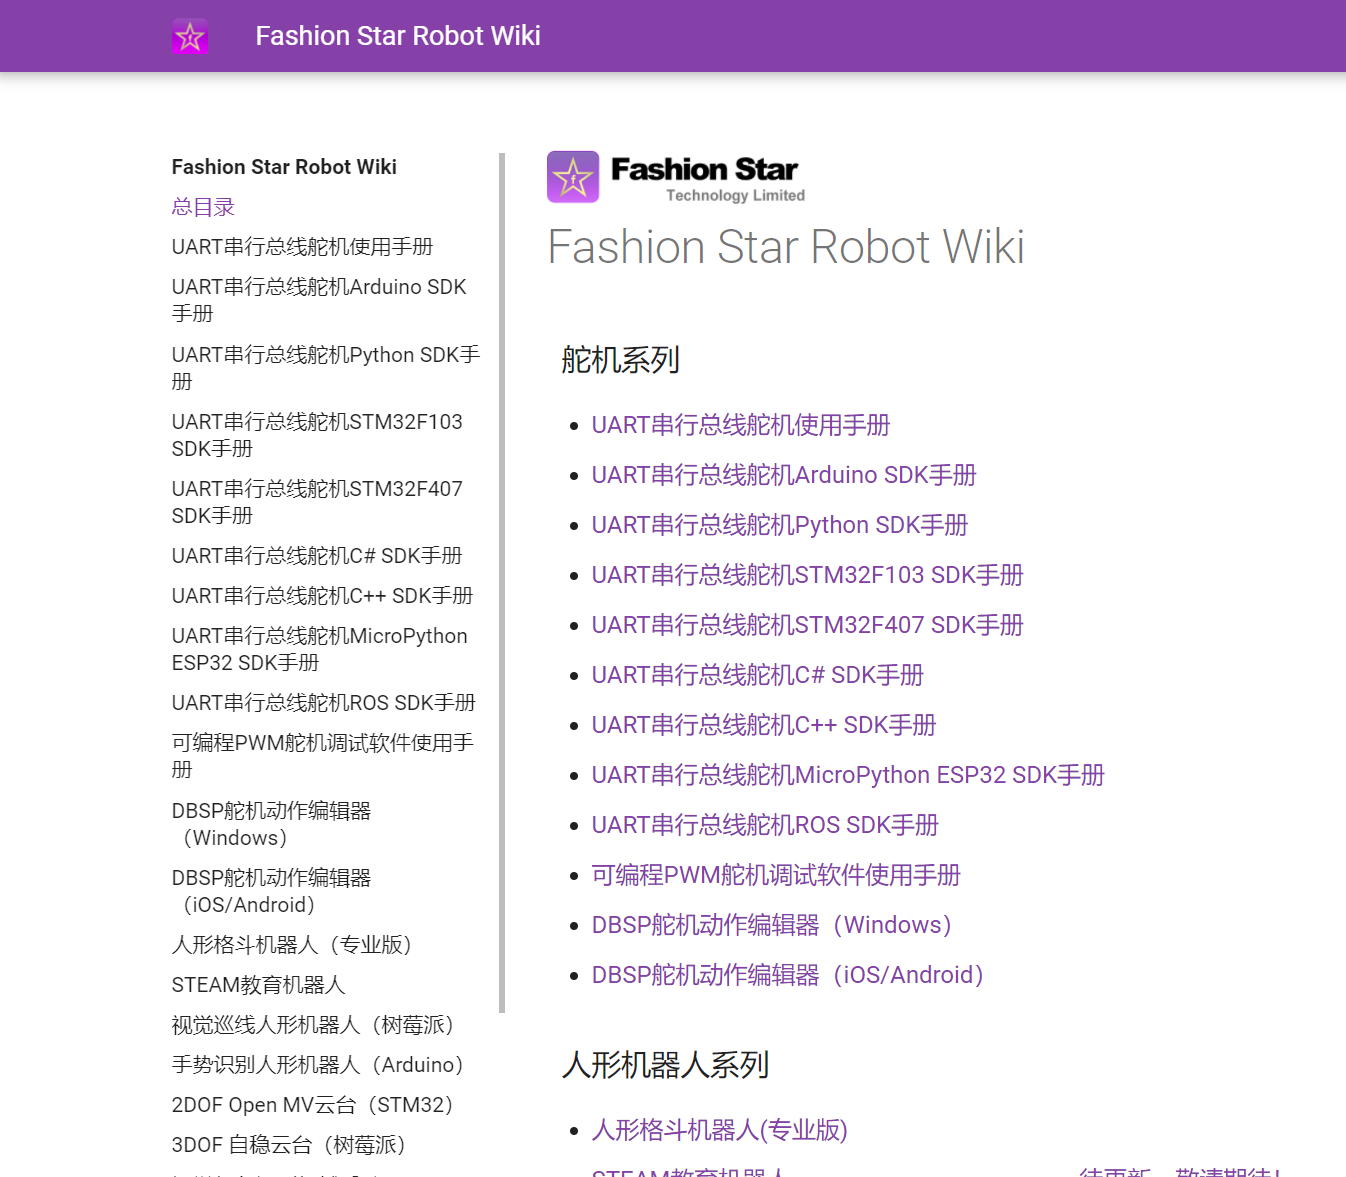 Fashion Star Robot Wiki
Fashion Star Robot Wiki
总目录
UART串行总线舵机使用手册
UART串行总线舵机Arduino SDK
手册
UART串行总线舵机Python SDK手
册
UART串行总线舵机STM32F103
SDK手册
UART串行总线舵机STM32F407
SDK手册
UART串行总线舵机C# SDK手册
UART串行总线舵机C++ SDK手册
UART串行总线舵机MicroPython
ESP32 SDK手册
UART串行总线舵机ROS SDK手册
可编程PWM舵机调试软件使用手
册
DBSP舵机动作编辑器
（Windows）
DBSP舵机动作编辑器
（iOS/Android）
人形格斗机器人（专业版）
STEAM教育机器人
视觉巡线人形机器人（树莓派）
手势识别人形机器人（Arduino）
2DOF Open MV云台（STM32）
3DOF 自稳云台（树莓派）
Fashion Star
Technology Limited
Fashion Star Robot Wiki
舵机系列
UART串行总线舵机使用手册
UART串行总线舵机Arduino SDK手册
UART串行总线舵机Python SDK手册
UART串行总线舵机STM32F103 SDK手册
UART串行总线舵机STM32F407 SDK手册
UART串行总线舵机C# SDK手册
UART串行总线舵机C++ SDK手册
UART串行总线舵机MicroPython ESP32 SDK手册
UART串行总线舵机ROS SDK手册
可编程PWM舵机调试软件使用手册
DBSP舵机动作编辑器（Windows）
DBSP舵机动作编辑器（iOS/Android）
人形机器人系列
人形格斗机器人(专业版)
STEAM教育机器人 待更新，敬请期待！